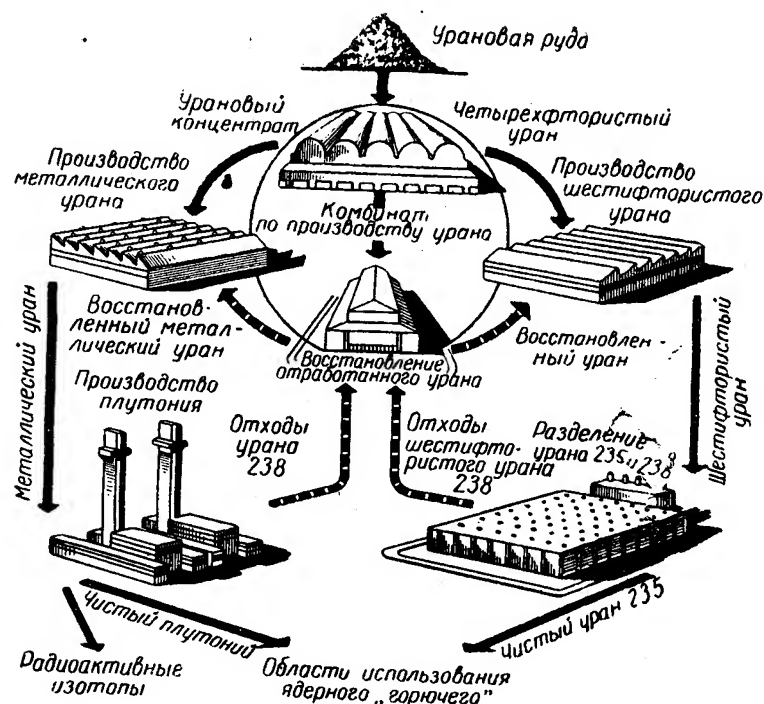 Урановая руда
Урановый
концентрат
Четырехфтористый
уран
Производство
металлического
урана
Производство
шестифтористого
урана
Комбинат
по производству урана
Восстанов-
ленный метал-
лический уран
Восстановлен-
ный уран
Восстановление
отработанного урана
Металлический уран
Шестифтористый
уран
Производство
плутония
Отходы
урана
238
Отходы
шестифто-
ристого урана
238
Разделение
урана 235 и 238
Чистый плутоний
Чистый уран 235
Радиоактивные
изотопы
Области использования
ядерного „горючего"